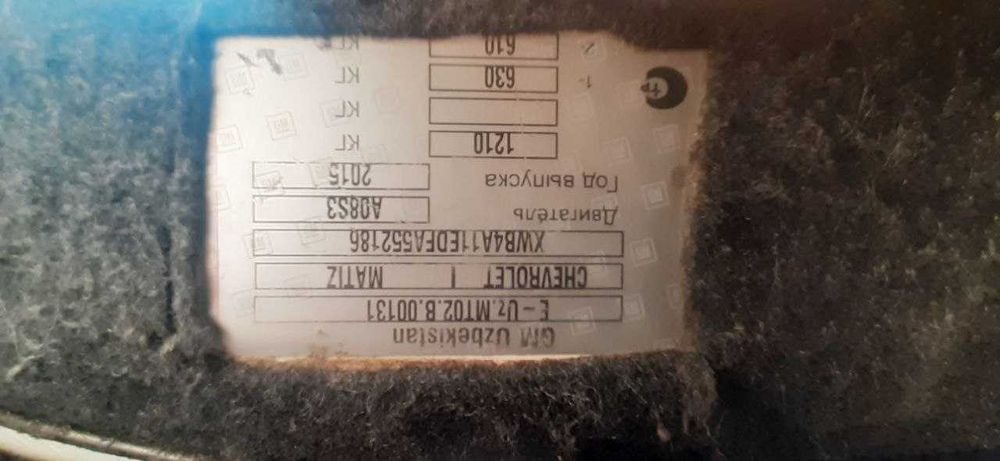 GM Uzbekistan
E-Uz.MT02.B.00131
CHEVROLET | MATIZ
XWB4A11EDFA552186
Двигатель A08S3
Год выпуска 2015
1210 КГ
КГ
1- 630 КГ
2- 610 КГ